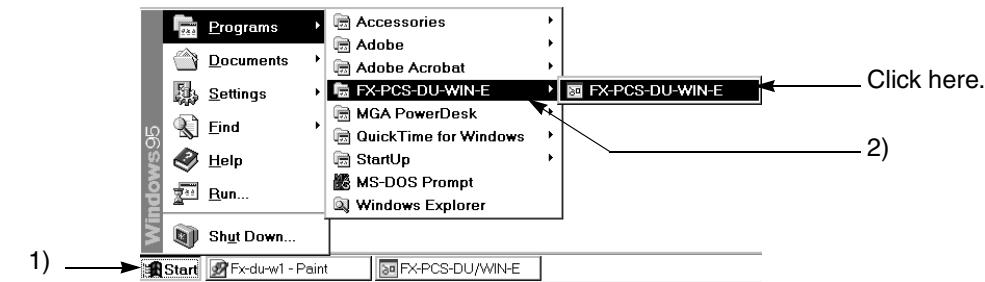 Programs
Documents
Settings
Find
Help
Run...
Shut Down...
Windows95
Accessories
Adobe
Adobe Acrobat
FX-PCS-DU-WIN-E
MGA PowerDesk
QuickTime for Windows
StartUp
MS-DOS Prompt
Windows Explorer
FX-PCS-DU-WIN-E
Click here.
2)
1)
Start
Fx-du-w1 - Paint
FX-PCS-DU/WIN-E